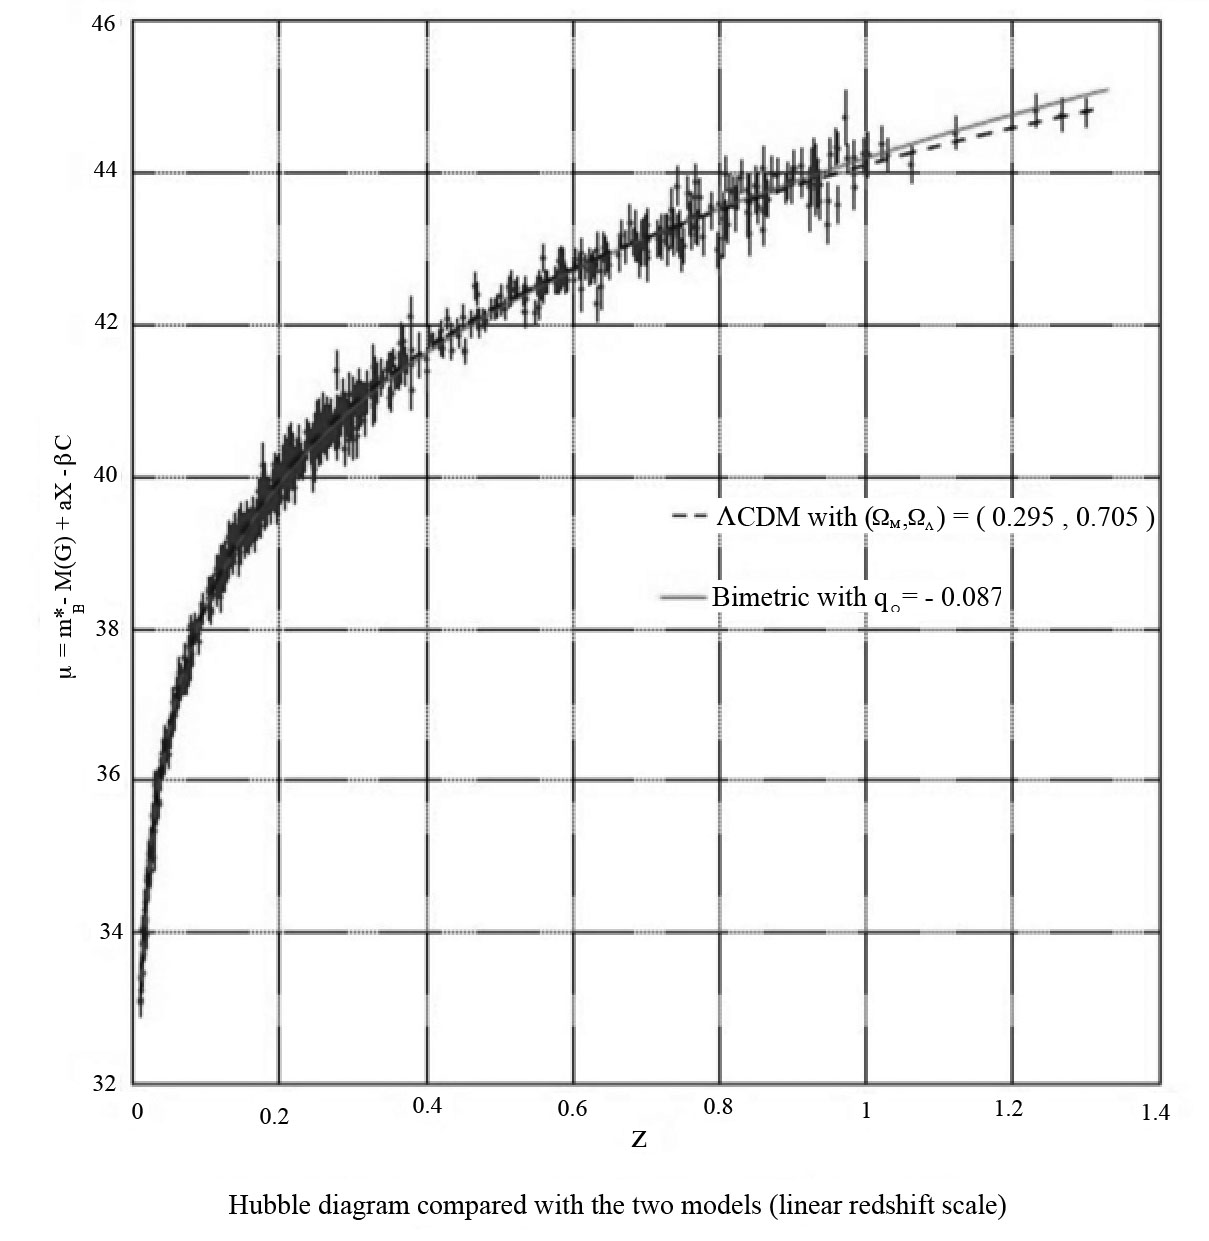 46
44
42
40
38
36
34
32
μ = m*B - M(G) + aX - βC
ΛCDM with (ΩM,ΩΛ) = ( 0.295 , 0.705 )
Bimetric with qo= - 0.087
0 0.2 0.4 0.6 0.8 1 1.2 1.4
Z
Hubble diagram compared with the two models (linear redshift scale)